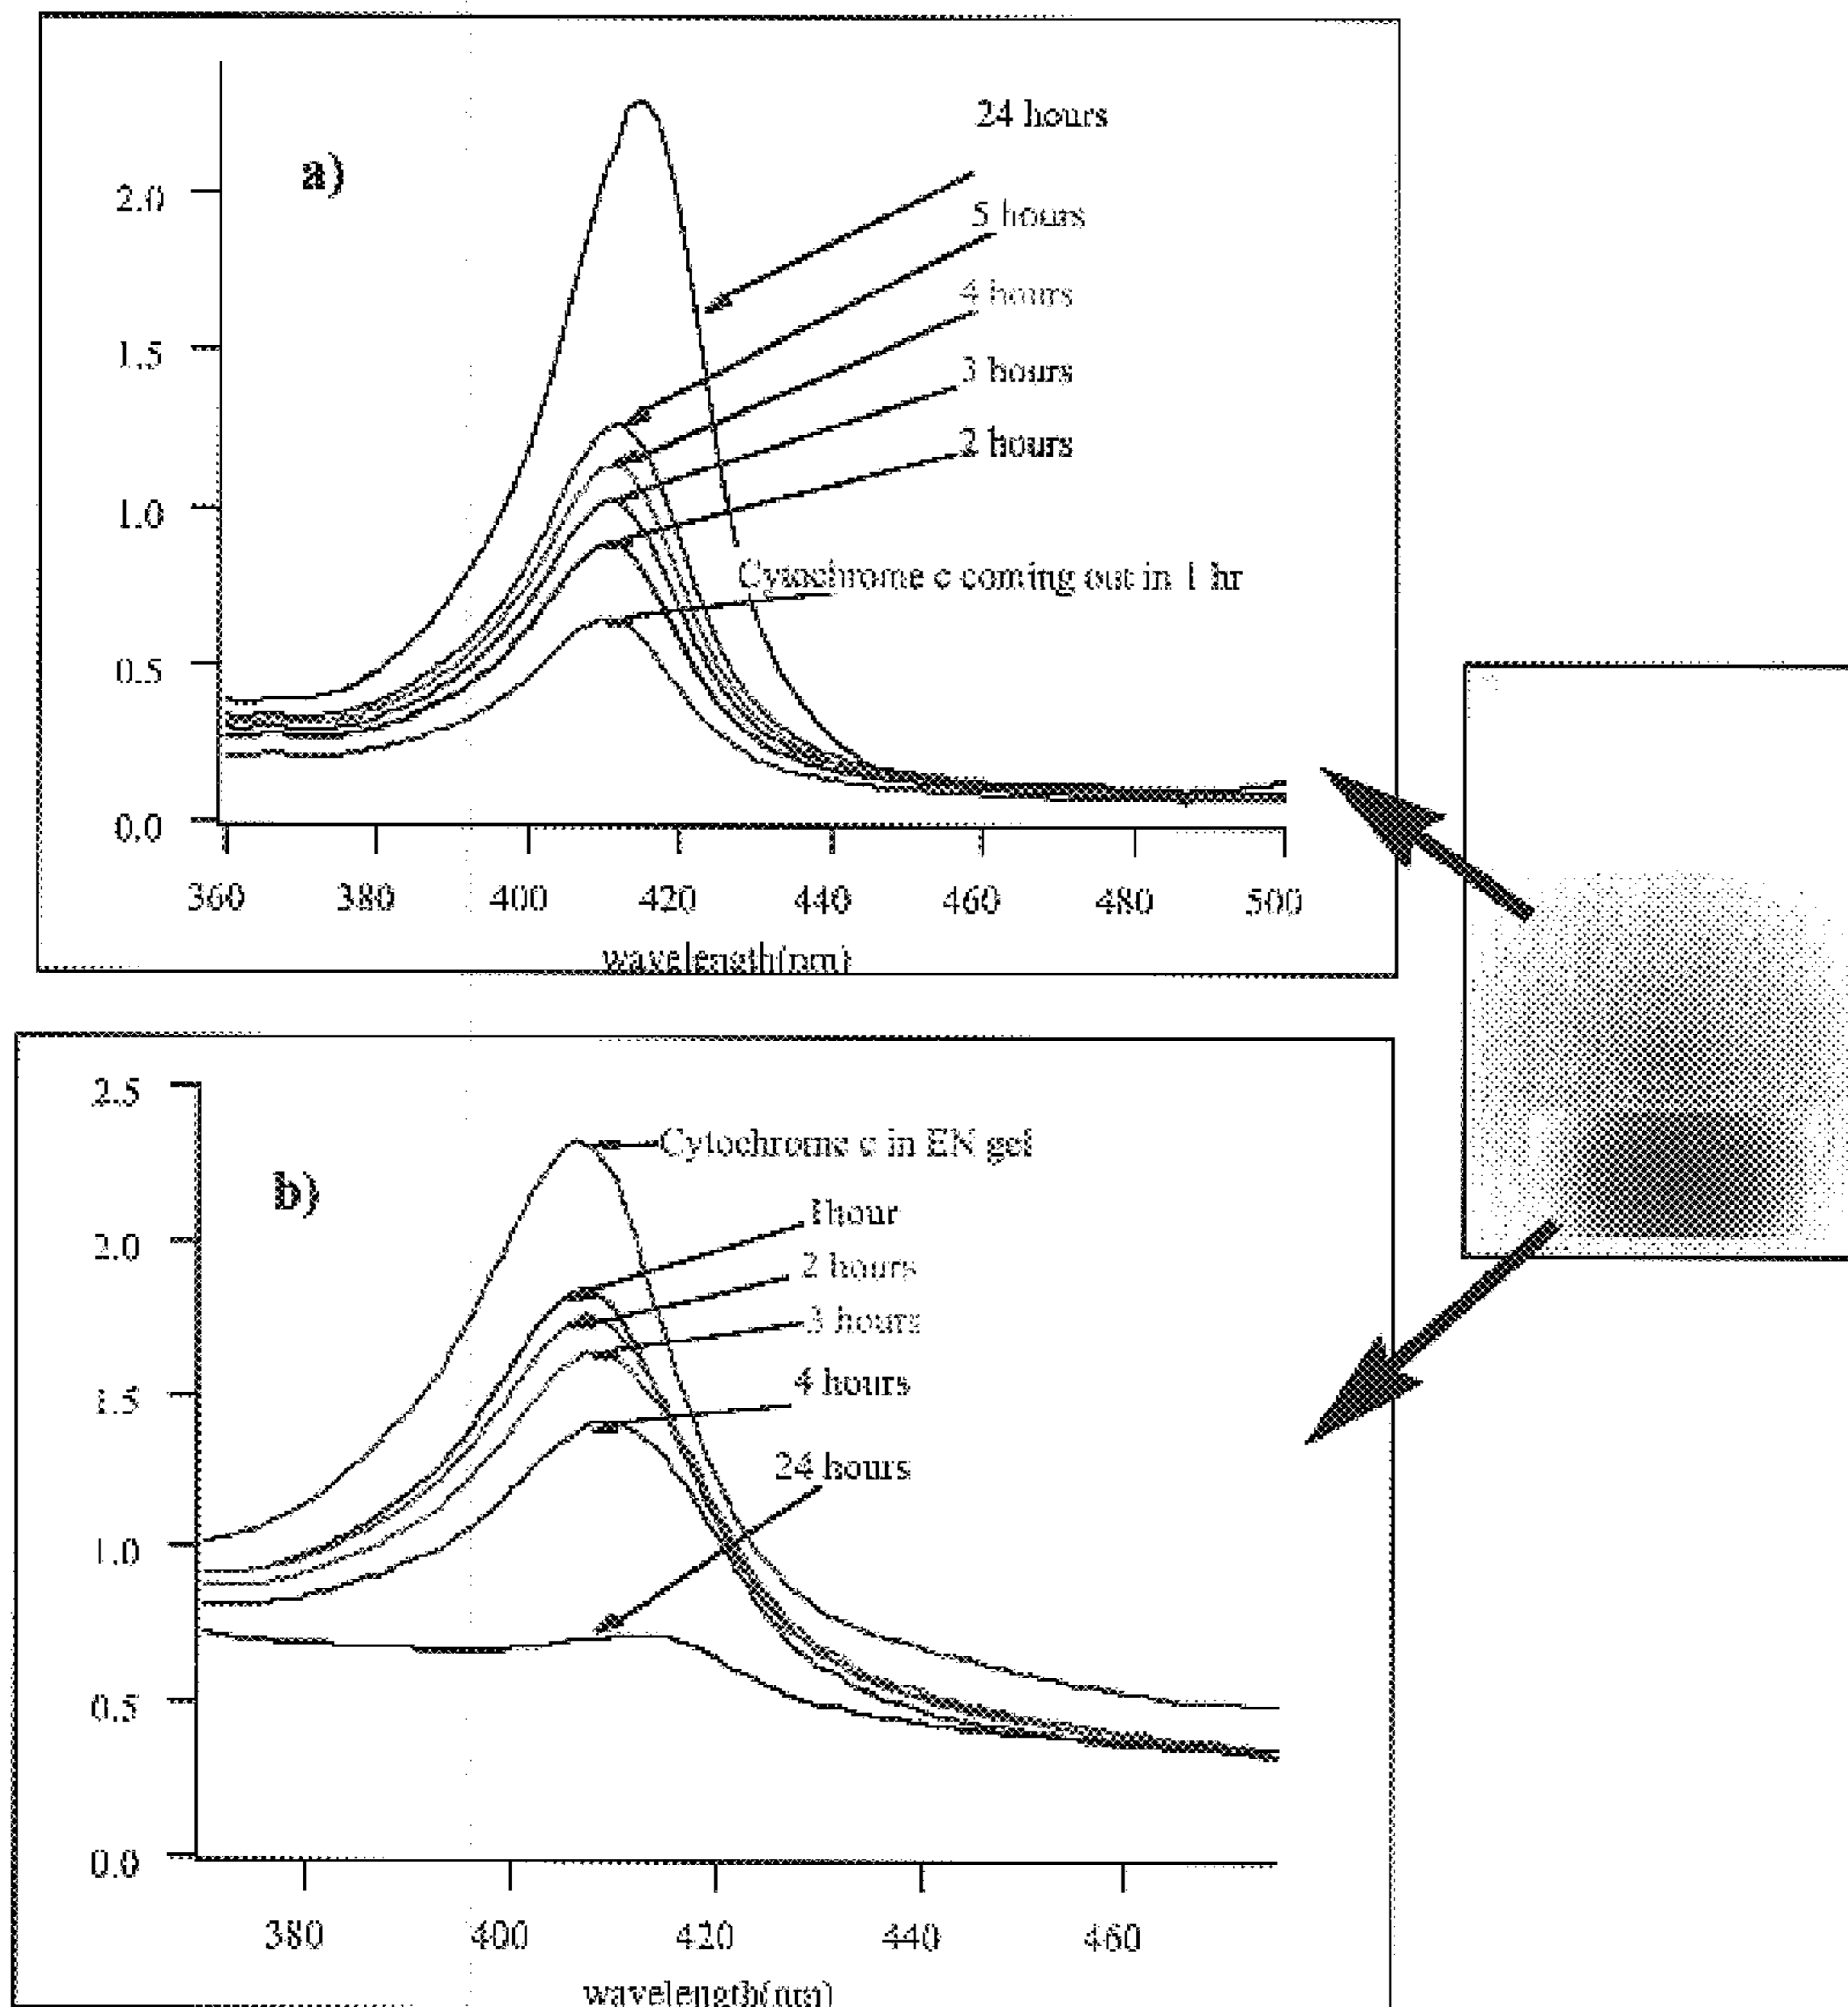 a)
24 hours
5 hours
4 hours
3 hours
2 hours
Cytochrome c coming out in 1 hr
2.0
1.5
1.0
0.5
0.0
360 380 400 420 440 460 480 500
wavelength(nm)
b)
Cytochrome c in EN gel
1hour
2 hours
3 hours
4 hours
24 hours
2.5
2.0
1.5
1.0
0.5
0.0
380 400 420 440 460
wavelength(nm)